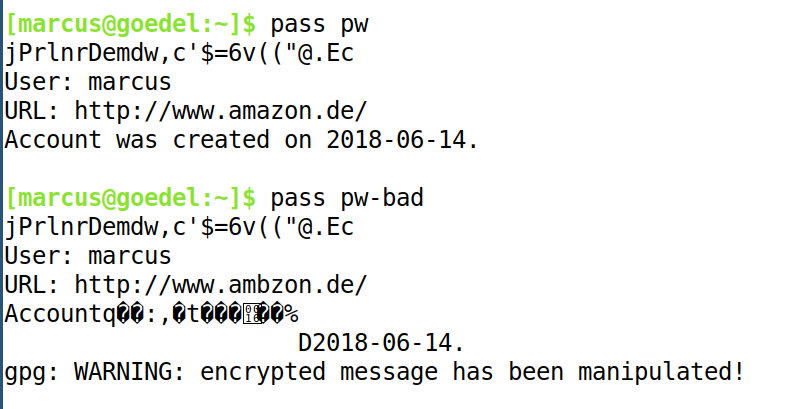 [marcus@goedel:~]$ pass pw
jPrlnrDemdw,c'$=6v(("@.Ec
User: marcus
URL: http://www.amazon.de/
Account was created on 2018-06-14.
[marcus@goedel:~]$ pass pw-bad
jPrlnrDemdw,c'$=6v(("@.Ec
User: marcus
URL: http://www.ambzon.de/
Accountq��:,�t�����%
D2018-06-14.
gpg: WARNING: encrypted message has been manipulated!